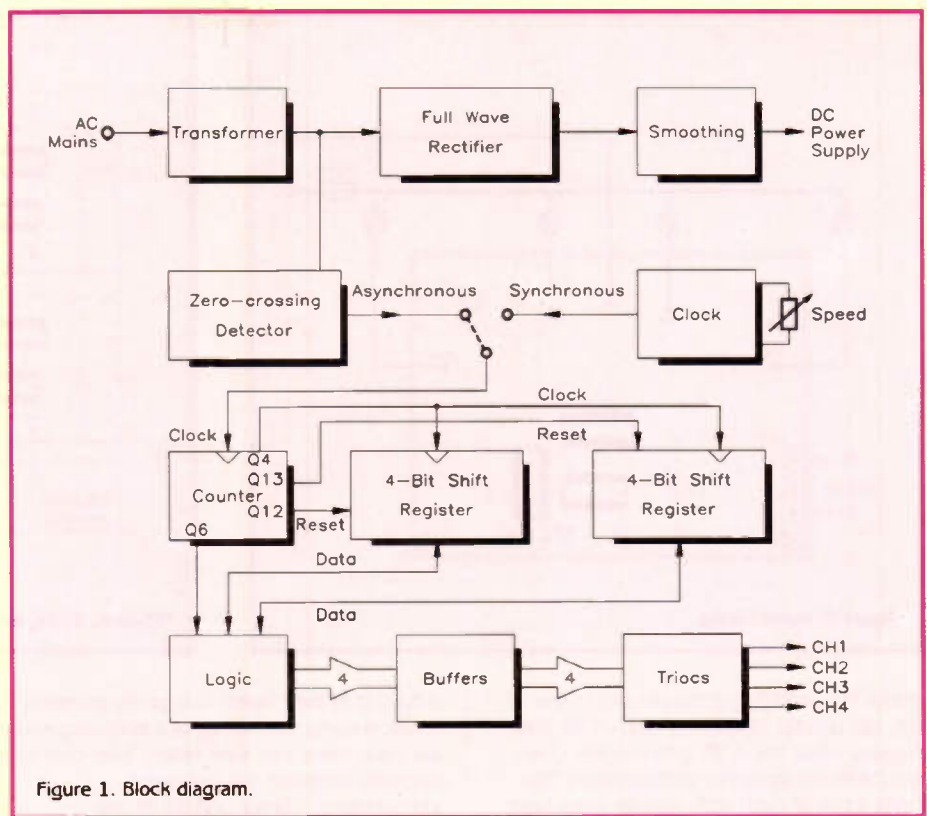 AC
Mains
Transformer
Full Wave
Rectifier
Smoothing
DC
Power
Supply
Zero-crossing
Detector
Asynchronous
Synchronous
Clock
Speed
Clock
Clock
Reset
Q4
Q13
Counter
Q12
Q6
Reset
4-Bit Shift
Register
4-Bit Shift
Register
Data
Data
Logic
4
Buffers
4
Triacs
CH1
CH2
CH3
CH4
Figure 1. Block diagram.